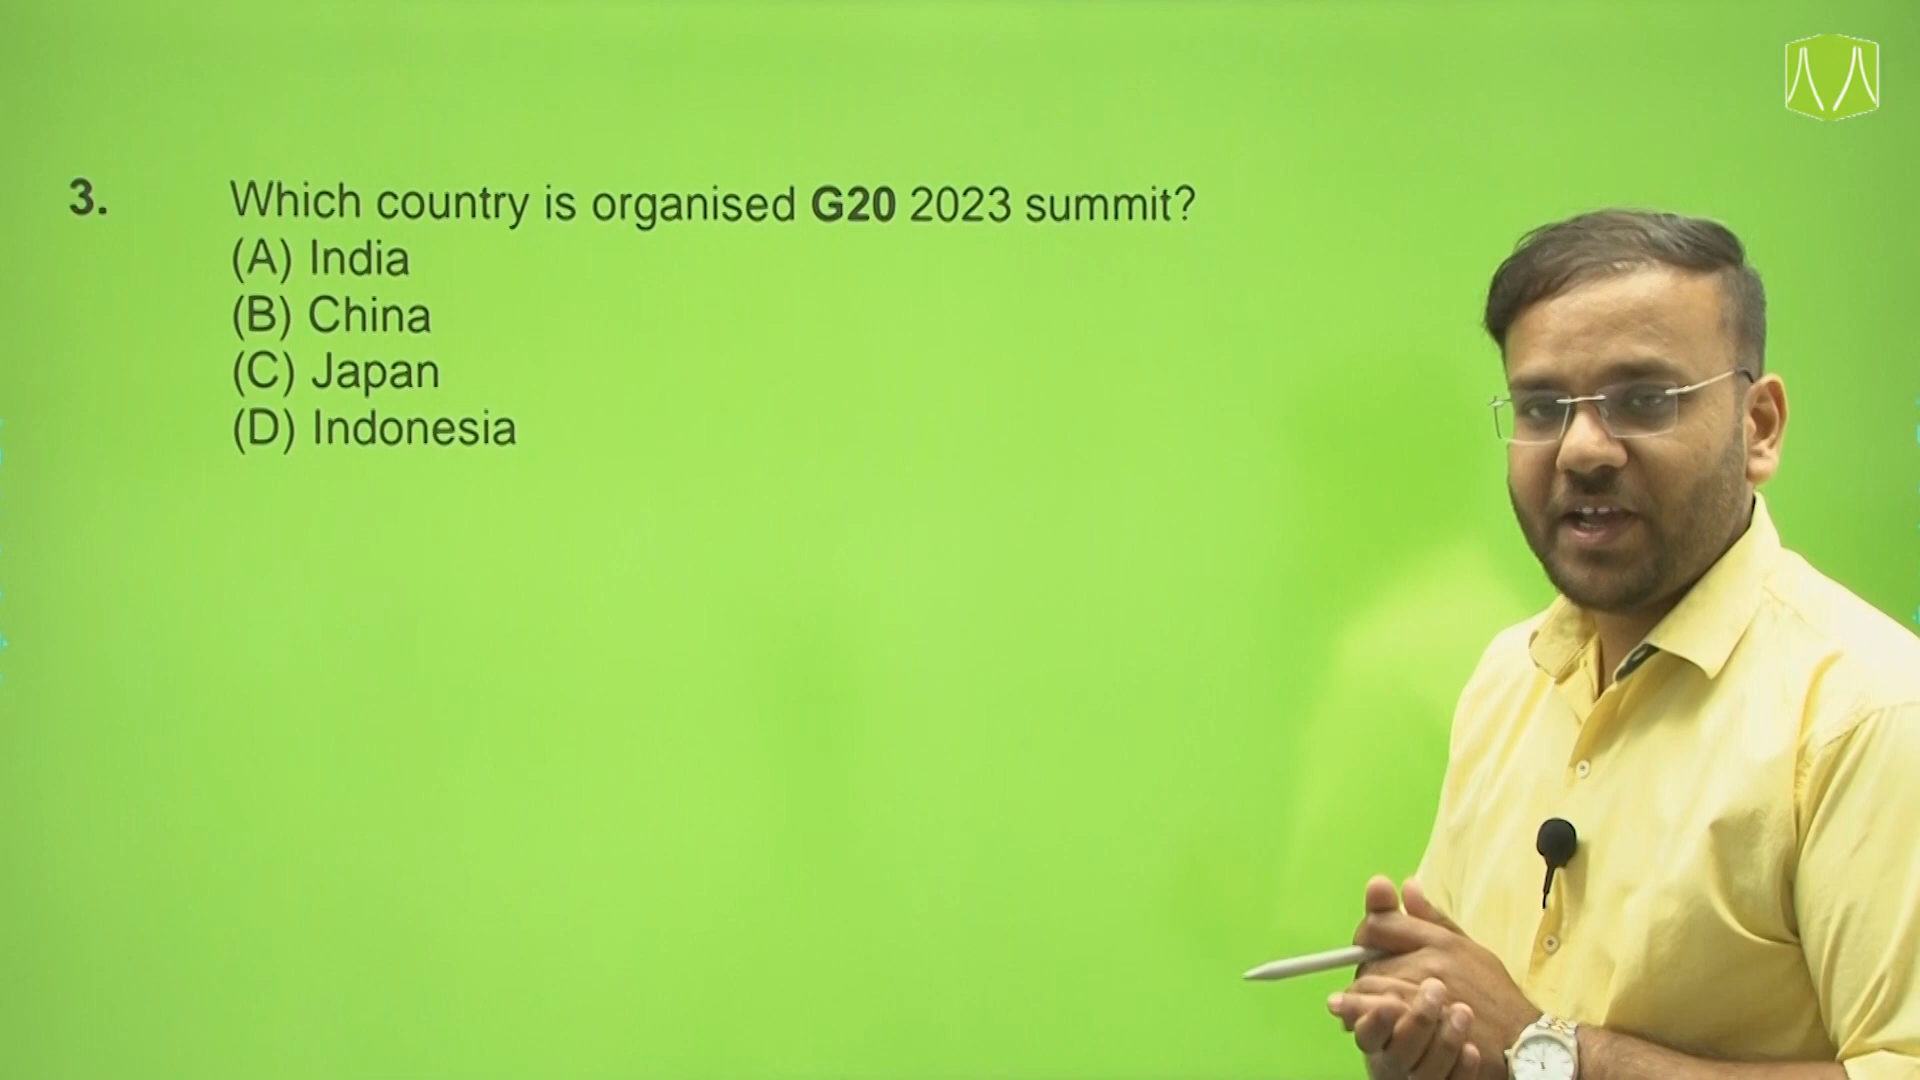 3. Which country is organised G20 2023 summit?
(A) India
(B) China
(C) Japan
(D) Indonesia